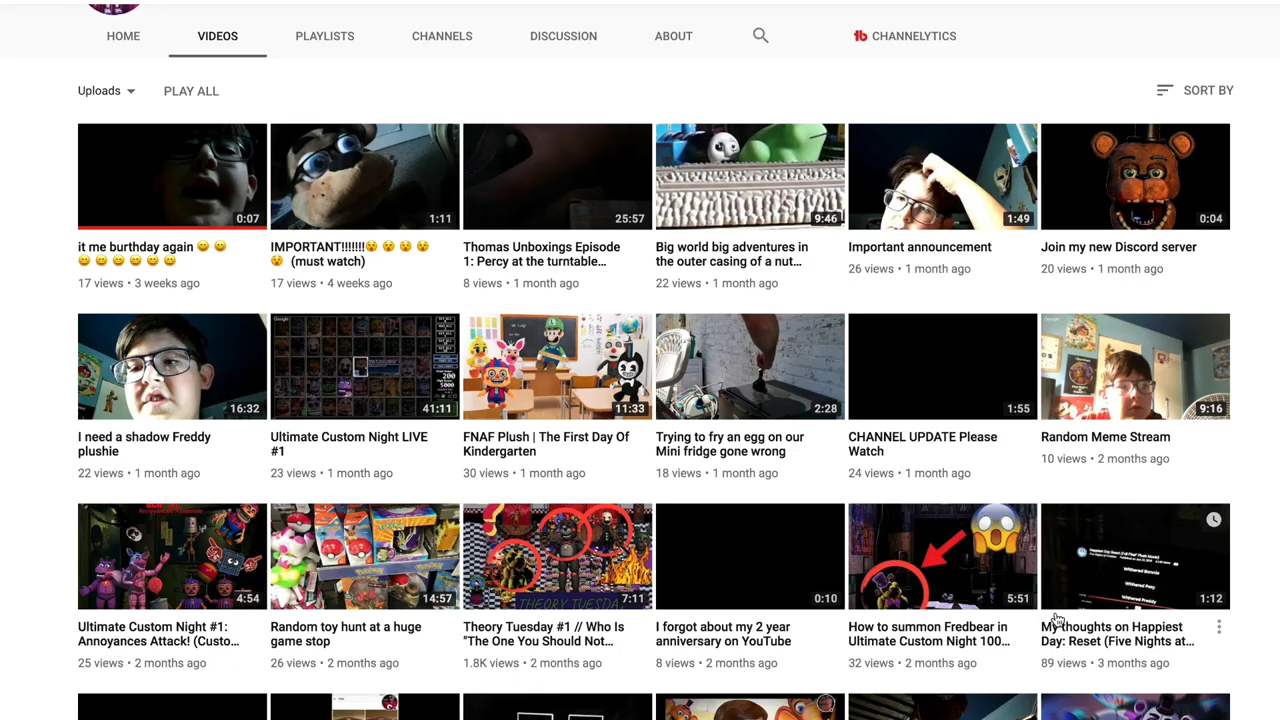 HOME VIDEOS PLAYLISTS CHANNELS DISCUSSION ABOUT CHANNELYTICS
Uploads PLAY ALL SORT BY
0:07 1:11 25:57 9:46 1:49 0:04
it me burthday again 😀 😀
😀 😀 😀 😀 😀 😀
17 views • 3 weeks ago
IMPORTANT!!!!!!!😵 😵 😵 😵
😵 (must watch)
17 views • 4 weeks ago
Thomas Unboxings Episode
1: Percy at the turntable...
8 views • 1 month ago
Big world big adventures in
the outer casing of a nut...
22 views • 1 month ago
Important announcement
26 views • 1 month ago
Join my new Discord server
20 views • 1 month ago
16:32 41:11 11:33 2:28 1:55 9:16
I need a shadow Freddy
plushie
22 views • 1 month ago
Ultimate Custom Night LIVE
#1
23 views • 1 month ago
FNAF Plush | The First Day Of
Kindergarten
30 views • 1 month ago
Trying to fry an egg on our
Mini fridge gone wrong
18 views • 1 month ago
CHANNEL UPDATE Please
Watch
24 views • 1 month ago
Random Meme Stream
10 views • 2 months ago
THEORY TUESDA
Withered Bonnie
Withered Foxy
Withered Freddy
4:54 14:57 7:11 0:10 5:51 1:12
Ultimate Custom Night #1:
Annoyances Attack! (Custo...
25 views • 2 months ago
Random toy hunt at a huge
game stop
26 views • 2 months ago
Theory Tuesday #1 // Who Is
"The One You Should Not...
1.8K views • 2 months ago
I forgot about my 2 year
anniversary on YouTube
8 views • 2 months ago
How to summon Fredbear in
Ultimate Custom Night 100...
32 views • 2 months ago
My thoughts on Happiest
Day: Reset (Five Nights at...
89 views • 3 months ago